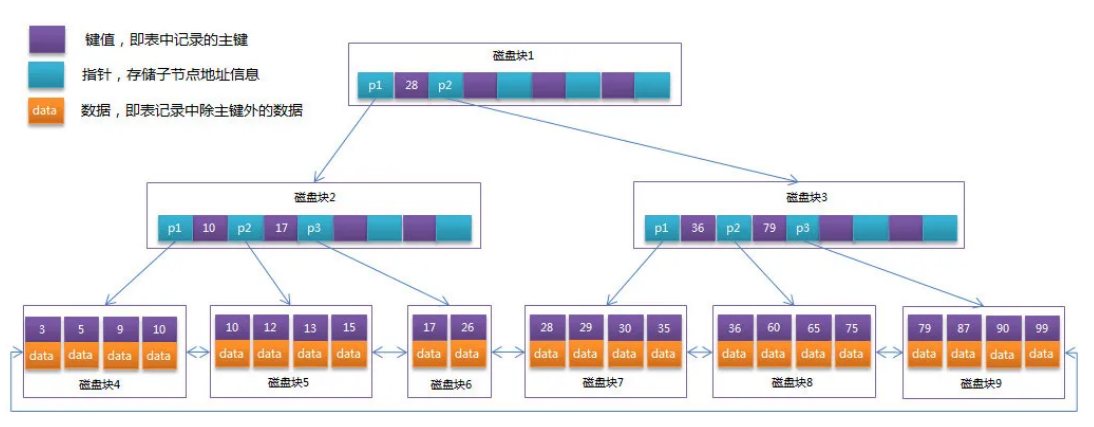 键值，即表中记录的主键
指针，存储子节点地址信息
data 数据，即表记录中除主键外的数据
磁盘块1
p1 28 p2
磁盘块2
p1 10 p2 17 p3
磁盘块3
p1 36 p2 79 p3
3 5 9 10
data data data data
磁盘块4
10 12 13 15
data data data data
磁盘块5
17 26
data data
磁盘块6
28 29 30 35
data data data data
磁盘块7
36 60 65 75
data data data data
磁盘块8
79 87 90 99
data data data data
磁盘块9